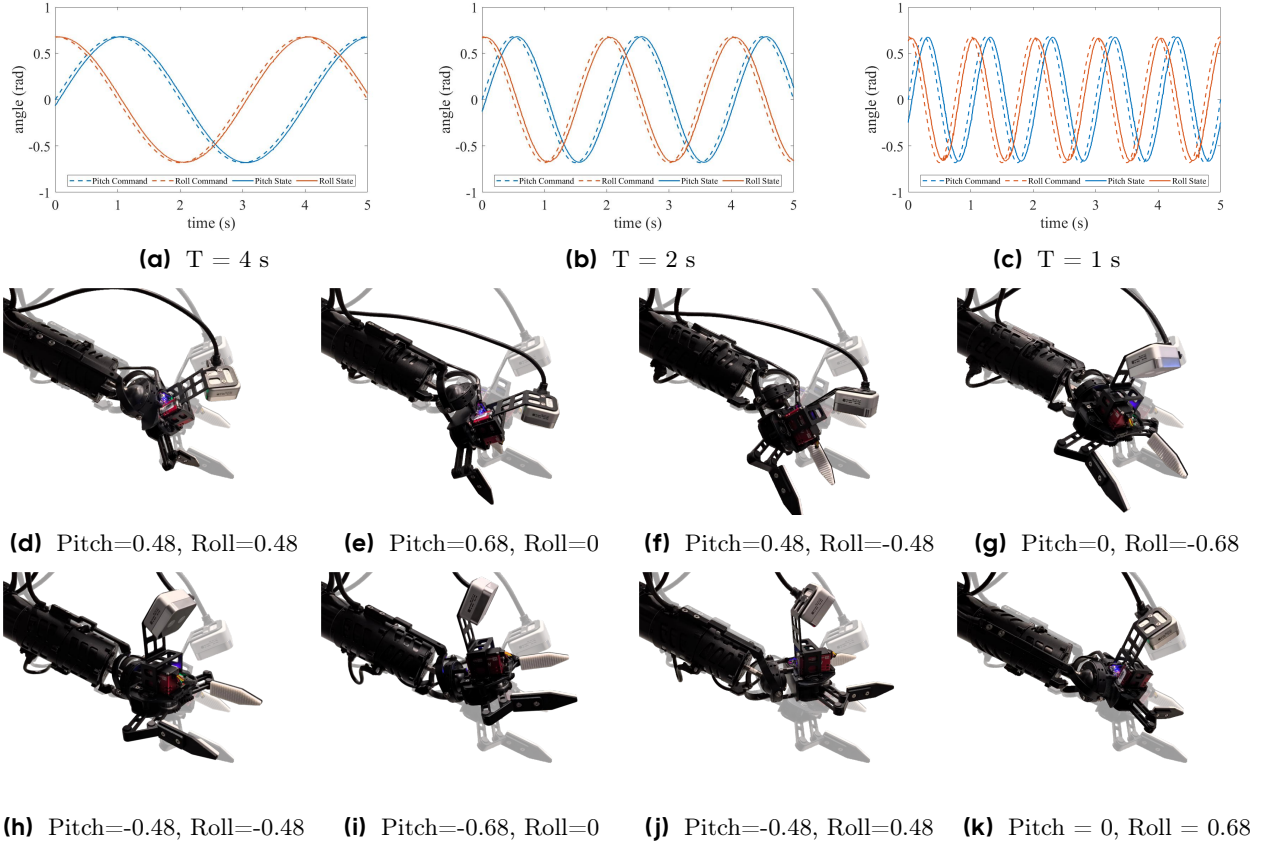 1
0.5
0
-0.5
-1
angle (rad)
Pitch Command
Roll Command
Pitch State
Roll State
0 1 2 3 4 5
time (s)
(a) T = 4 s
1
0.5
0
-0.5
-1
angle (rad)
Pitch Command
Roll Command
Pitch State
Roll State
0 1 2 3 4 5
time (s)
(b) T = 2 s
1
0.5
0
-0.5
-1
angle (rad)
Pitch Command
Roll Command
Pitch State
Roll State
0 1 2 3 4 5
time (s)
(c) T = 1 s
(d) Pitch=0.48, Roll=0.48
(e) Pitch=0.68, Roll=0
(f) Pitch=0.48, Roll=-0.48
(g) Pitch=0, Roll=-0.68
(h) Pitch=-0.48, Roll=-0.48
(i) Pitch=-0.68, Roll=0
(j) Pitch=-0.48, Roll=0.48
(k) Pitch = 0, Roll = 0.68